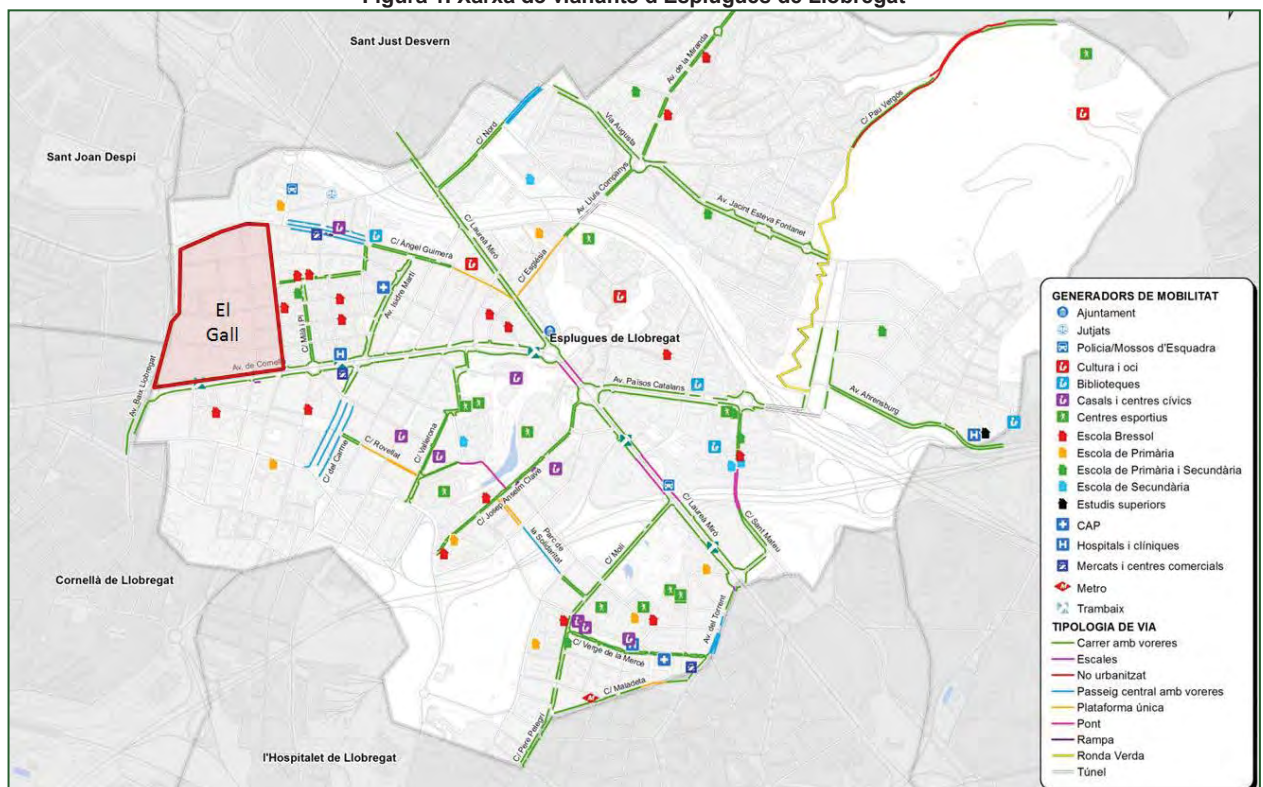 Figura 1. Xarxa de vianants d'Esplugues de Llobregat
Sant Just Desvern
Av. de la Miranda
C/ Pau Vergós
C/ Nord
Via Augusta
Sant Joan Despí
Av. Lluís Companys
Av. Jacint Esteva Fontanet
C/ Laureà Miró
C/ Àngel Guimerà
C/ Església
Av. Isidre Martí
El
Gall
C/ Milà i Pi
Esplugues de Llobregat
Av. de Cornellà
Av. Baix Llobregat
Av. Països Catalans
Av. Ahrensburg
C/ del Carme
C/ Rovellat
C/ Vallerona
C/ Josep Anselm Clavé
C/ Laureà Miró
C/ Sant Mateu
Parc de
la Solidaritat
C/ Molí
Cornellà de Llobregat
Av. del Torrent
C/ Verge de la Mercè
C/ Maladeta
C/ Pere Pelegrí
l'Hospitalet de Llobregat
GENERADORS DE MOBILITAT
Ajuntament
Jutjats
Policia/Mossos d'Esquadra
Cultura i oci
Biblioteques
Casals i centres cívics
Centres esportius
Escola Bressol
Escola de Primària
Escola de Primària i Secundària
Escola de Secundària
Estudis superiors
CAP
Hospitals i clíniques
Mercats i centres comercials
Metro
Trambaix
TIPOLOGIA DE VIA
Carrer amb voreres
Escales
No urbanitzat
Passeig central amb voreres
Plataforma única
Pont
Rampa
Ronda Verda
Túnel